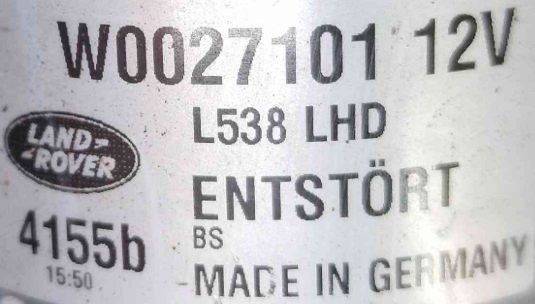 W0027101 12V
L538 LHD
LAND-
-ROVER
ENTSTÖRT
4155b
BS
15:50
-MADE IN GERMANY